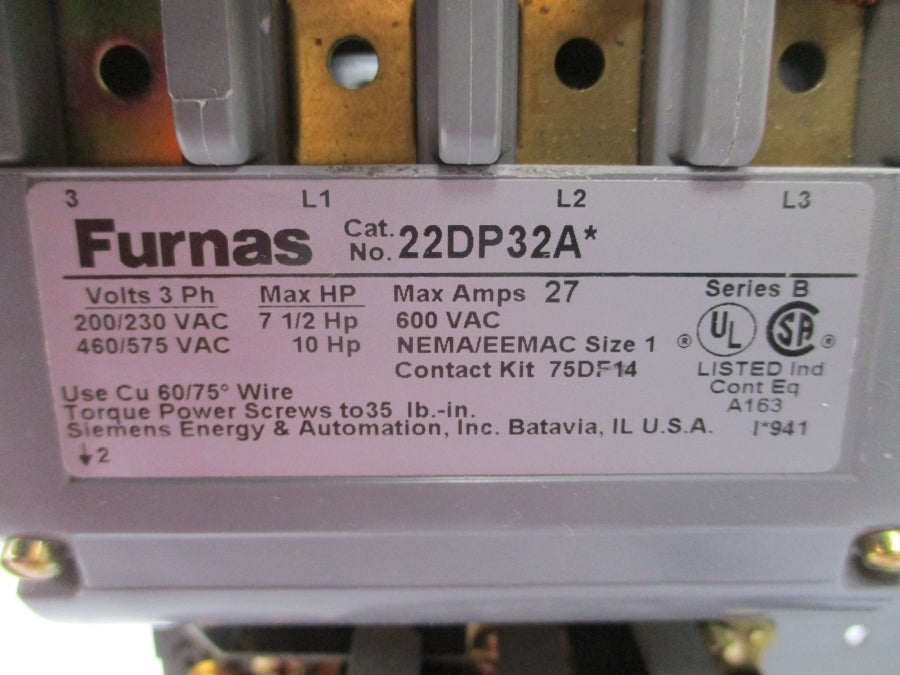 3 L1 L2 L3
Furnas Cat. No. 22DP32A*
Volts 3 Ph Max HP Max Amps 27 Series B
200/230 VAC 7 1/2 Hp 600 VAC
460/575 VAC 10 Hp NEMA/EEMAC Size 1 ® UL SA ®
Contact Kit 75DF14 LISTED Ind
Cont Eq
Use Cu 60/75° Wire
A163
Torque Power Screws to35 lb.-in.
Siemens Energy & Automation, Inc. Batavia, IL U.S.A. I*941
↓2